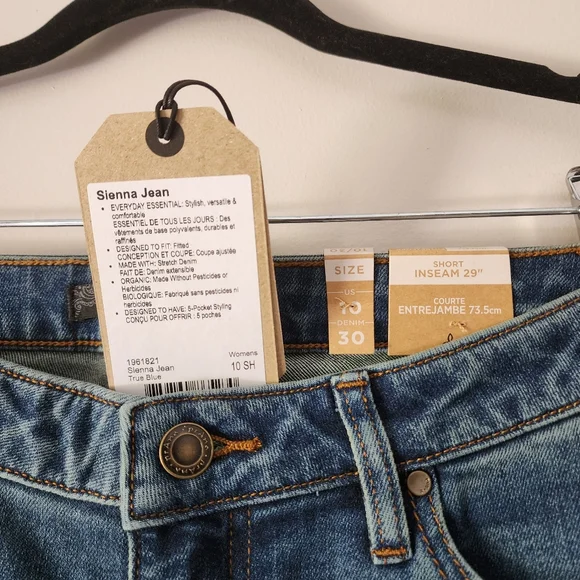 Sienna Jean
• EVERYDAY ESSENTIAL: Stylish, versatile &
comfortable
ESSENTIEL DE TOUS LES JOURS : Des
vêtements de base polyvalents, durables et
raffinés
• DESIGNED TO FIT: Fitted
CONCEPTION ET COUPE: Coupe ajustée
• MADE WITH: Stretch Denim
FAIT DE: Denim extensible
• ORGANIC: Made Without Pesticides or
Herbicides
BIOLOGIQUE: Fabriqué sans pesticides ni
herbicides
• DESIGNED TO HAVE: 5-Pocket Styling
CONÇU POUR OFFRIR : 5 poches
1961821
Sienna Jean
True Blue
Womens
10 SH
SIZE
US
10
DENIM
30
SHORT
INSEAM 29"
COURTE
ENTREJAMBE 73.5cm